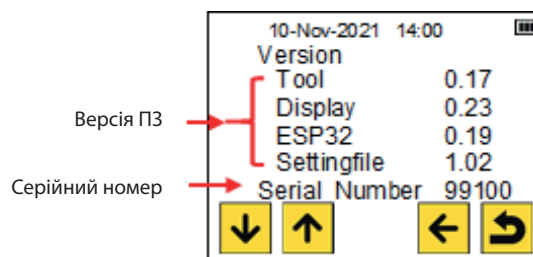 10-Nov-2021 14:00
Version
Tool 0.17
Display 0.23
Версія ПЗ
ESP32 0.19
Settingfile 1.02
Серійний номер
Serial Number 99100